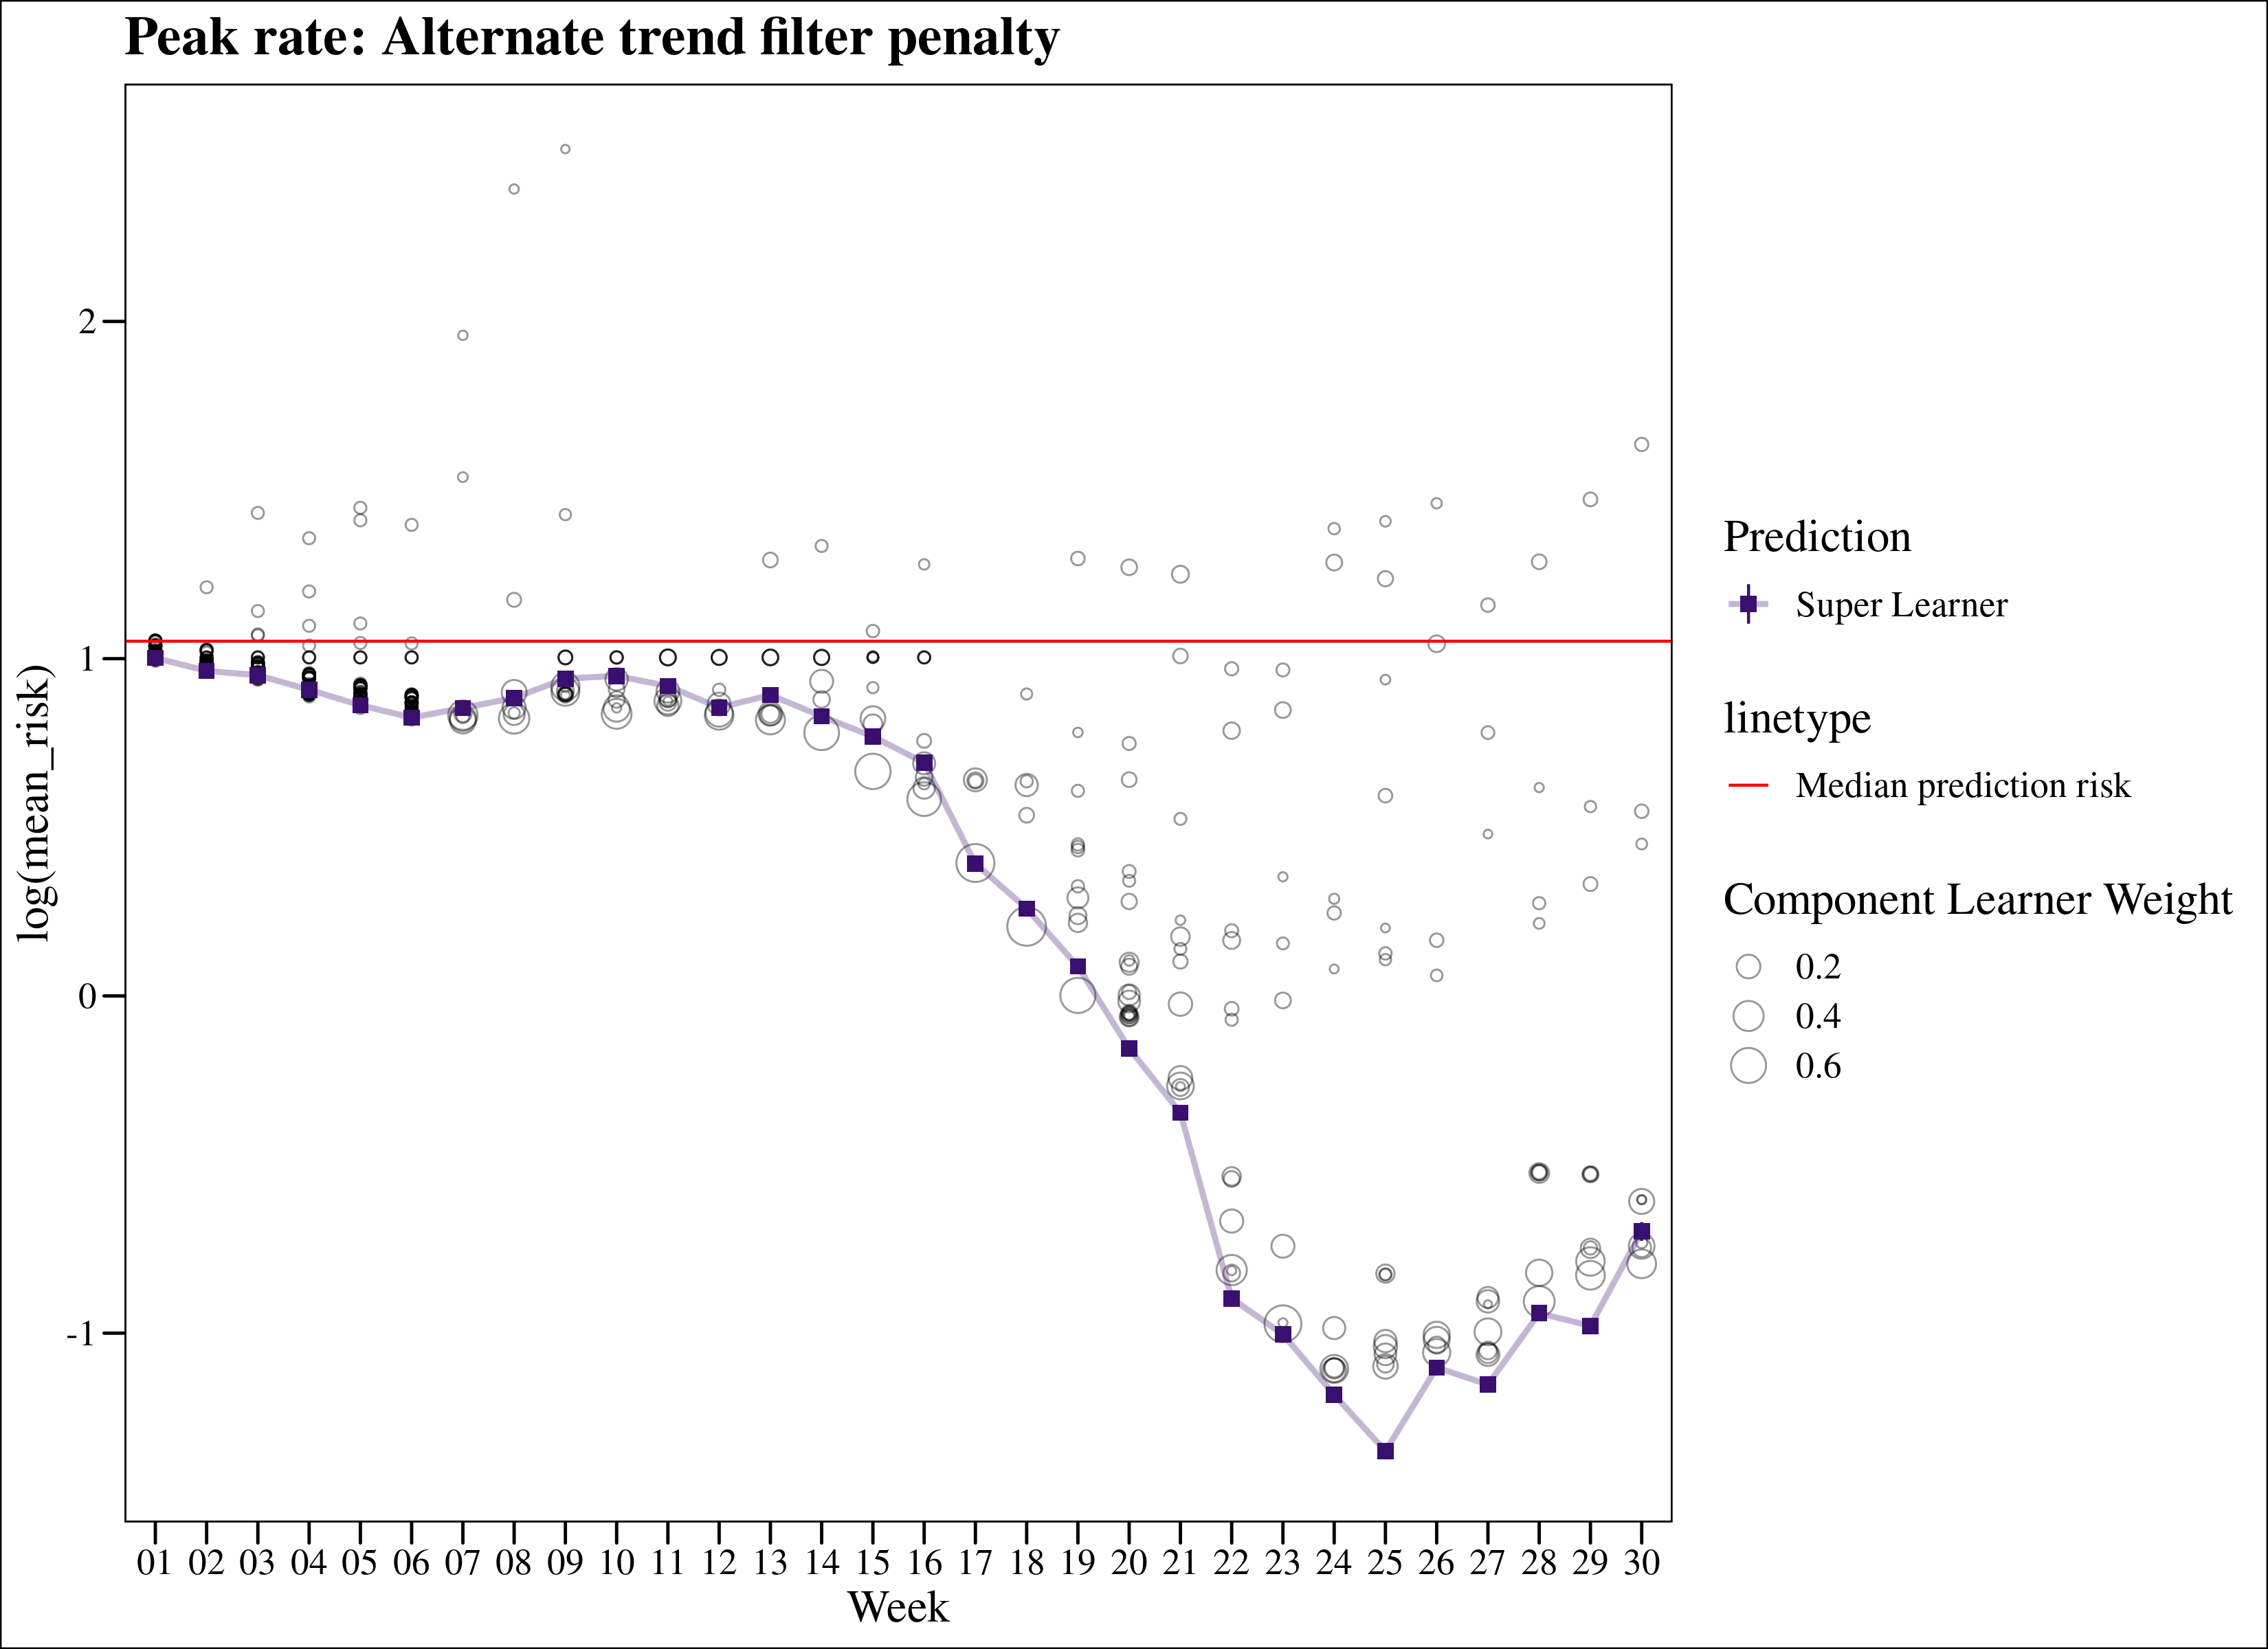 Peak rate: Alternate trend filter penalty
log(mean_risk)
2
1
0
-1
01 02 03 04 05 06 07 08 09 10 11 12 13 14 15 16 17 18 19 20 21 22 23 24 25 26 27 28 29 30
Week
Prediction
Super Learner
linetype
Median prediction risk
Component Learner Weight
0.2
0.4
0.6